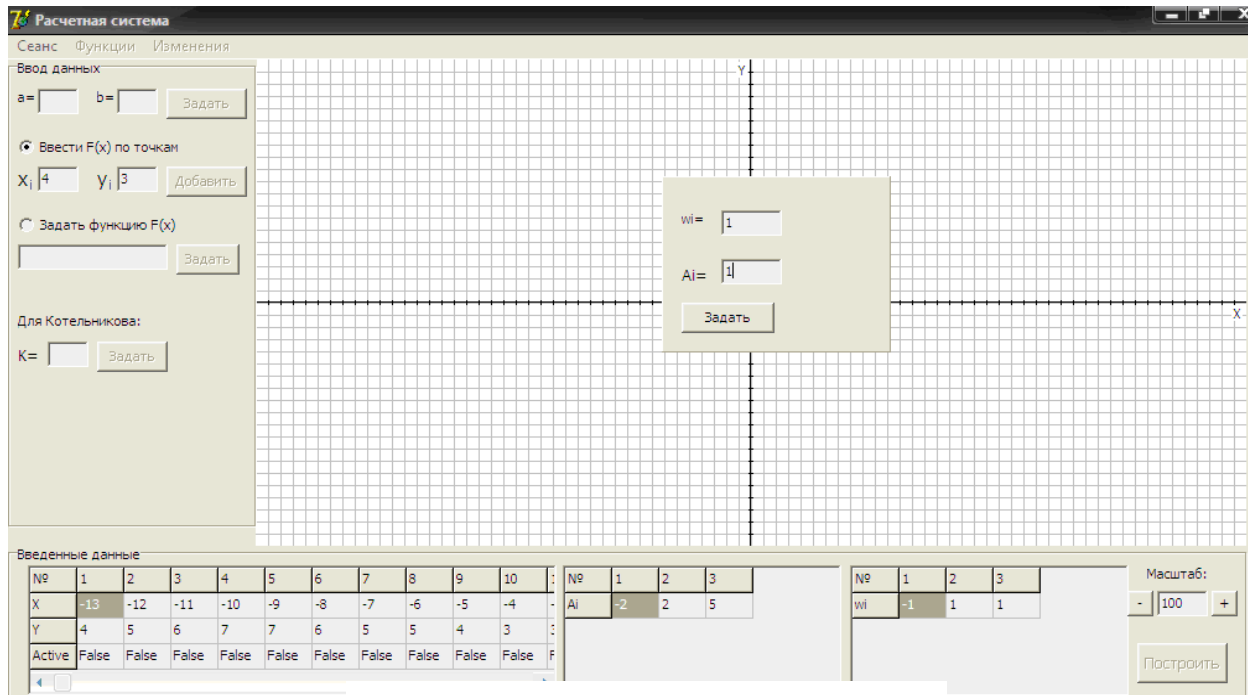 Расчетная система
Сеанс Функции Изменения
Ввод данных
a= b= Задать
Ввести F(x) по точкам
Xi 4 yi 3 Добавить
Задать функцию F(x)
Задать
Для Котельникова:
K= Задать
Y
X
wi= 1
Ai= 1
Задать
Введенные данные
№ 1 2 3 4 5 6 7 8 9 10
X -13 -12 -11 -10 -9 -8 -7 -6 -5 -4
Y 4 5 6 7 7 6 5 5 4 3
Active False False False False False False False False False False
№ 1 2 3
Ai -2 2 5
№ 1 2 3
wi -1 1 1
Масштаб:
- 100 +
Построить